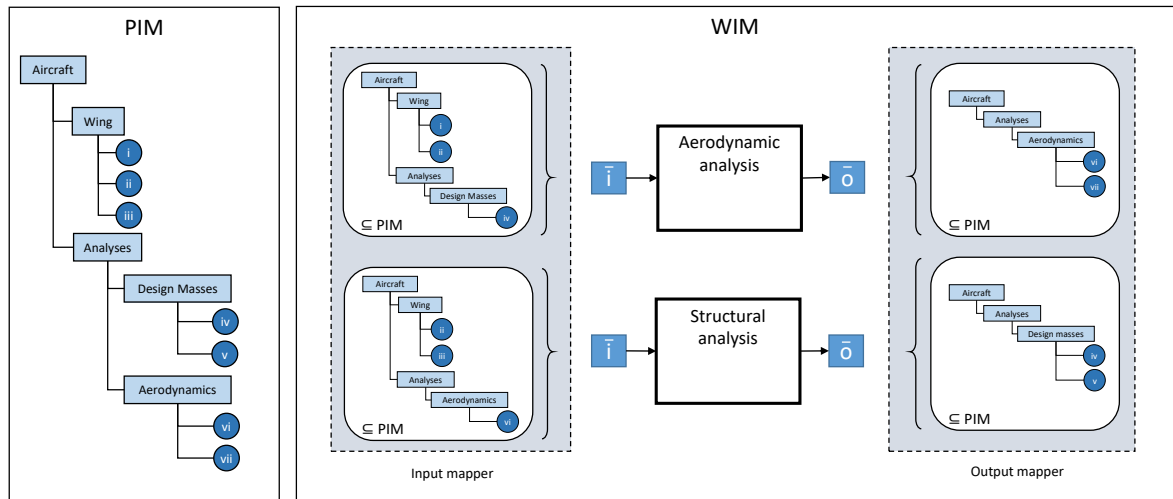 PIM
Aircraft
Wing
i
ii
iii
Analyses
Design Masses
iv
v
Aerodynamics
vi
vii
WIM
Aircraft
Wing
i
ii
Analyses
Design Masses
iv
⊆ PIM
Aircraft
Wing
ii
iii
Analyses
Aerodynamics
vi
⊆ PIM
Input mapper
i̅
Aerodynamic
analysis
o̅
i̅
Structural
analysis
o̅
Aircraft
Analyses
Aerodynamics
vi
vii
⊆ PIM
Aircraft
Analyses
Design masses
iv
v
⊆ PIM
Output mapper